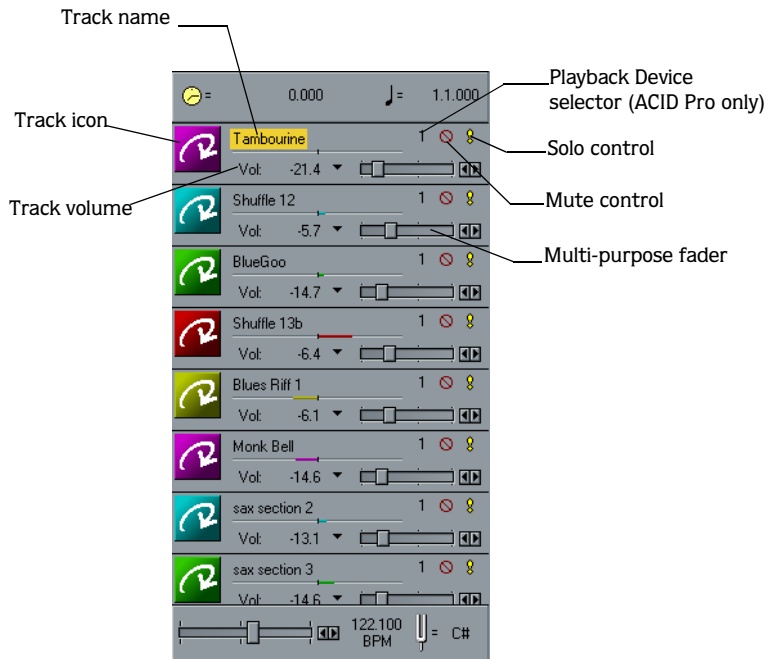 Track name
= 0.000 = 1.1.000
Playback Device
selector (ACID Pro only)
Track icon
Tambourine 1
Solo control
Vol: -21.4
Track volume
Shuffle 12 1
Mute control
Vol: -5.7
Multi-purpose fader
BlueGoo 1
Vol: -14.7
Shuffle 13b 1
Vol: -6.4
Blues Riff 1 1
Vol: -6.1
Monk Bell 1
Vol: -14.6
sax section 2 1
Vol: -13.1
sax section 3 1
Vol: -14.6
122.100
BPM
= C#